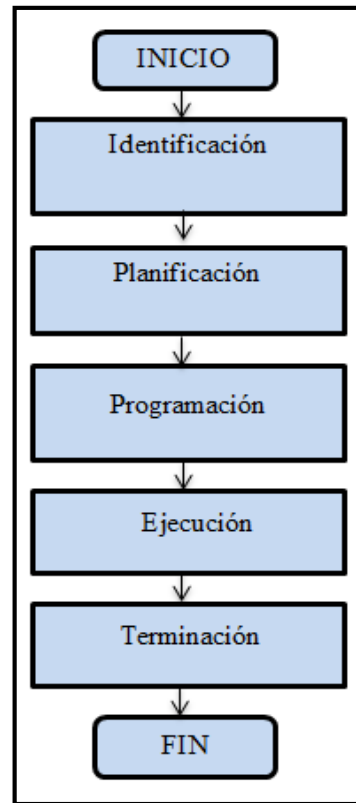 INICIO
Identificación
Planificación
Programación
Ejecución
Terminación
FIN